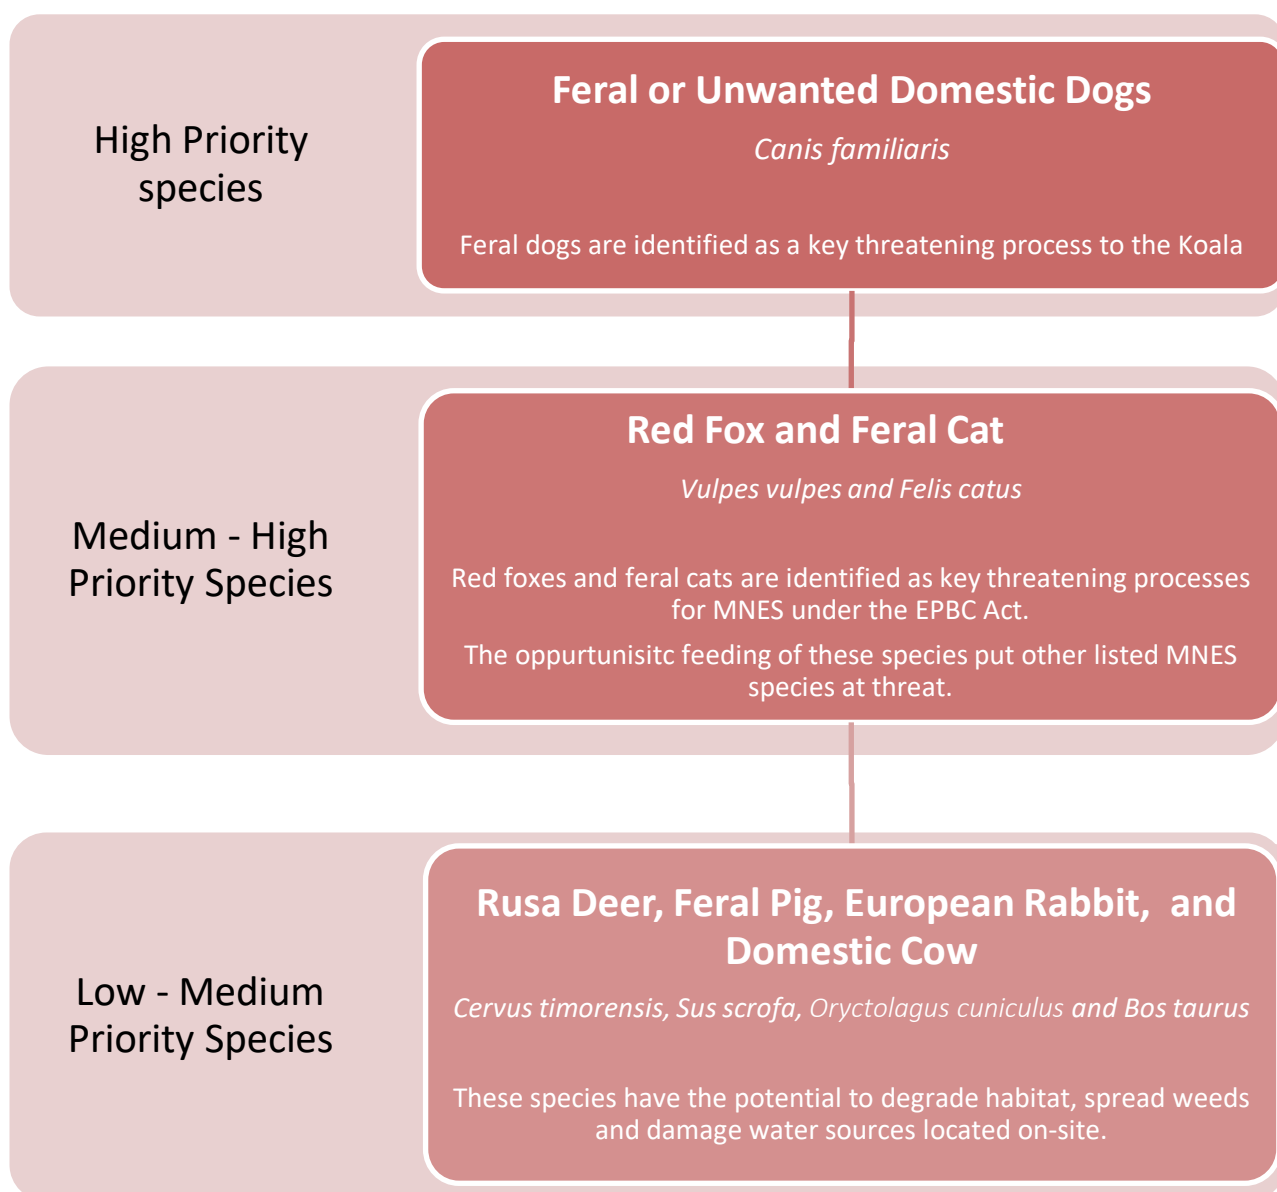 High Priority
species
Feral or Unwanted Domestic Dogs
Canis familiaris
Feral dogs are identified as a key threatening process to the Koala
Medium - High
Priority Species
Red Fox and Feral Cat
Vulpes vulpes and Felis catus
Red foxes and feral cats are identified as key threatening processes
for MNES under the EPBC Act.
The oppurtunisitc feeding of these species put other listed MNES
species at threat.
Low - Medium
Priority Species
Rusa Deer, Feral Pig, European Rabbit,  and
Domestic Cow
Cervus timorensis, Sus scrofa, Oryctolagus cuniculus and Bos taurus
These species have the potential to degrade habitat, spread weeds
and damage water sources located on-site.